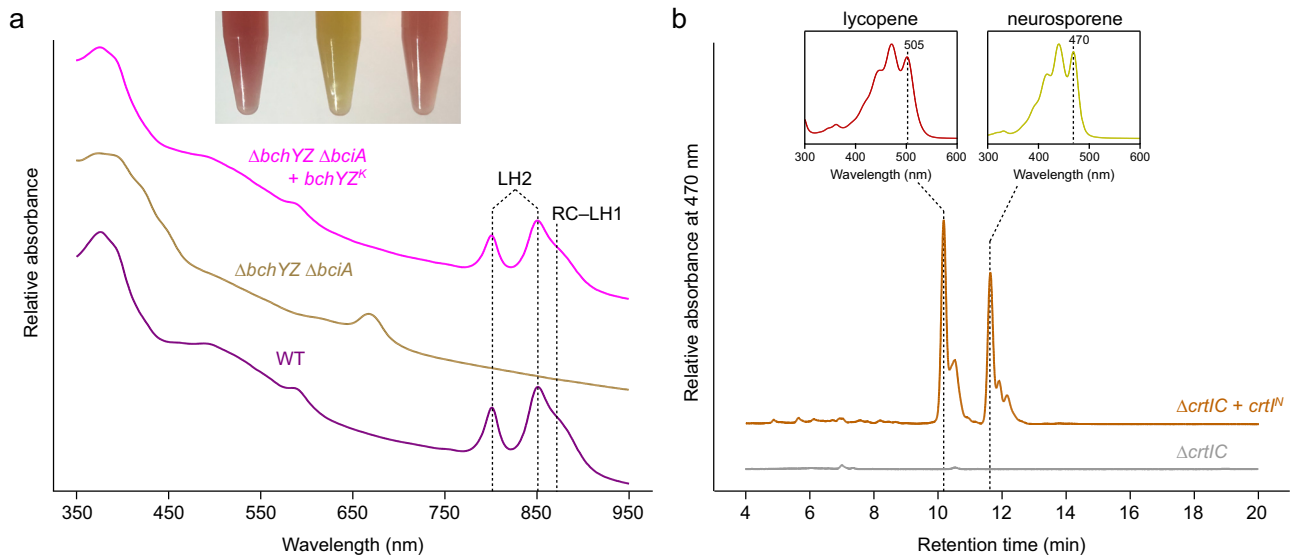 a
Relative absorbance
ΔbchYZ ΔbciA
+ bchYZᴷ
LH2
RC–LH1
ΔbchYZ ΔbciA
WT
350 450 550 650 750 850 950
Wavelength (nm)
b
Relative absorbance at 470 nm
lycopene
505
300 400 500 600
Wavelength (nm)
neurosporene
470
300 400 500 600
Wavelength (nm)
ΔcrtIC + crtIᴺ
ΔcrtIC
4 6 8 10 12 14 16 18 20
Retention time (min)